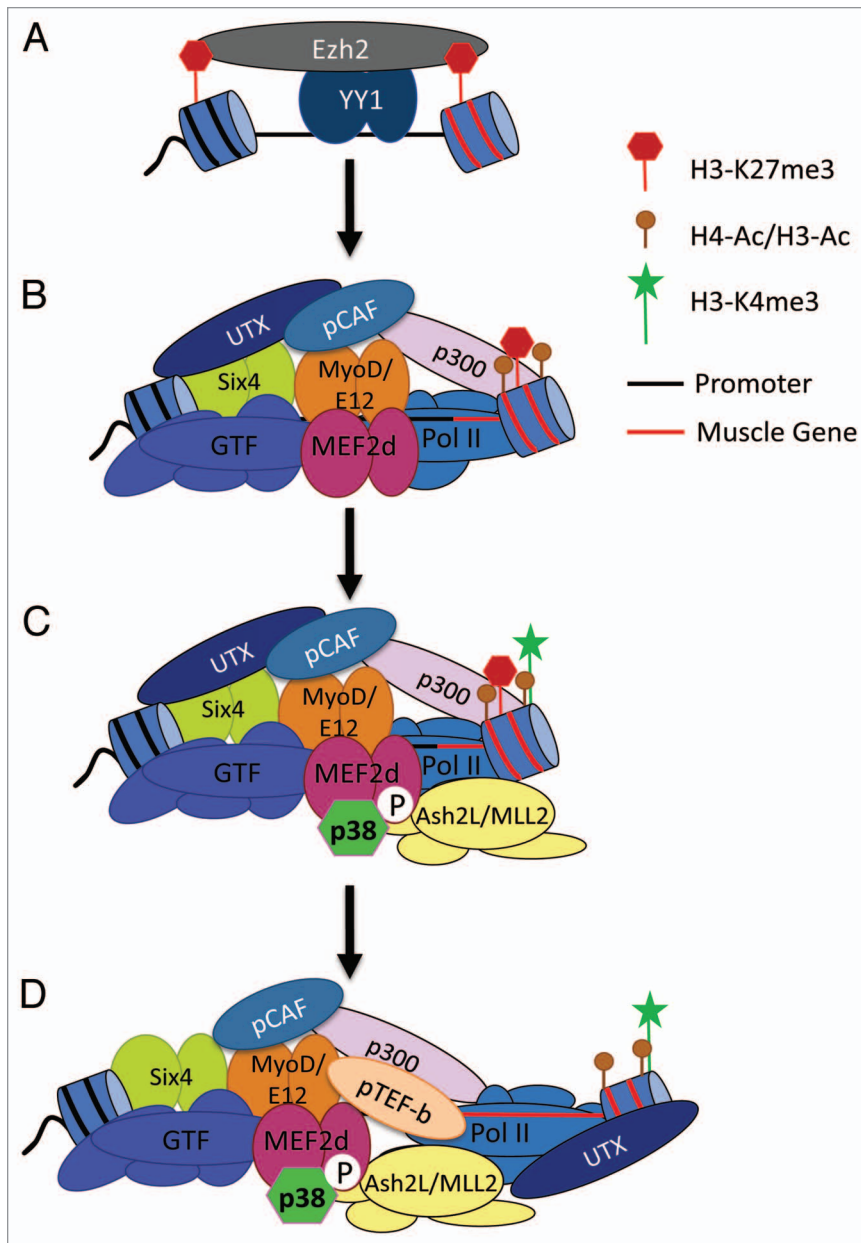 A
Ezh2
YY1
H3-K27me3
H4-Ac/H3-Ac
H3-K4me3
Promoter
Muscle Gene
B
UTX
pCAF
p300
Six4
MyoD/
E12
GTF
MEF2d
Pol II
C
UTX
pCAF
p300
Six4
MyoD/
E12
GTF
MEF2d
Pol II
P
p38
Ash2L/MLL2
D
pCAF
p300
Six4
MyoD/
E12
pTEF-b
GTF
MEF2d
Pol II
UTX
P
p38
Ash2L/MLL2